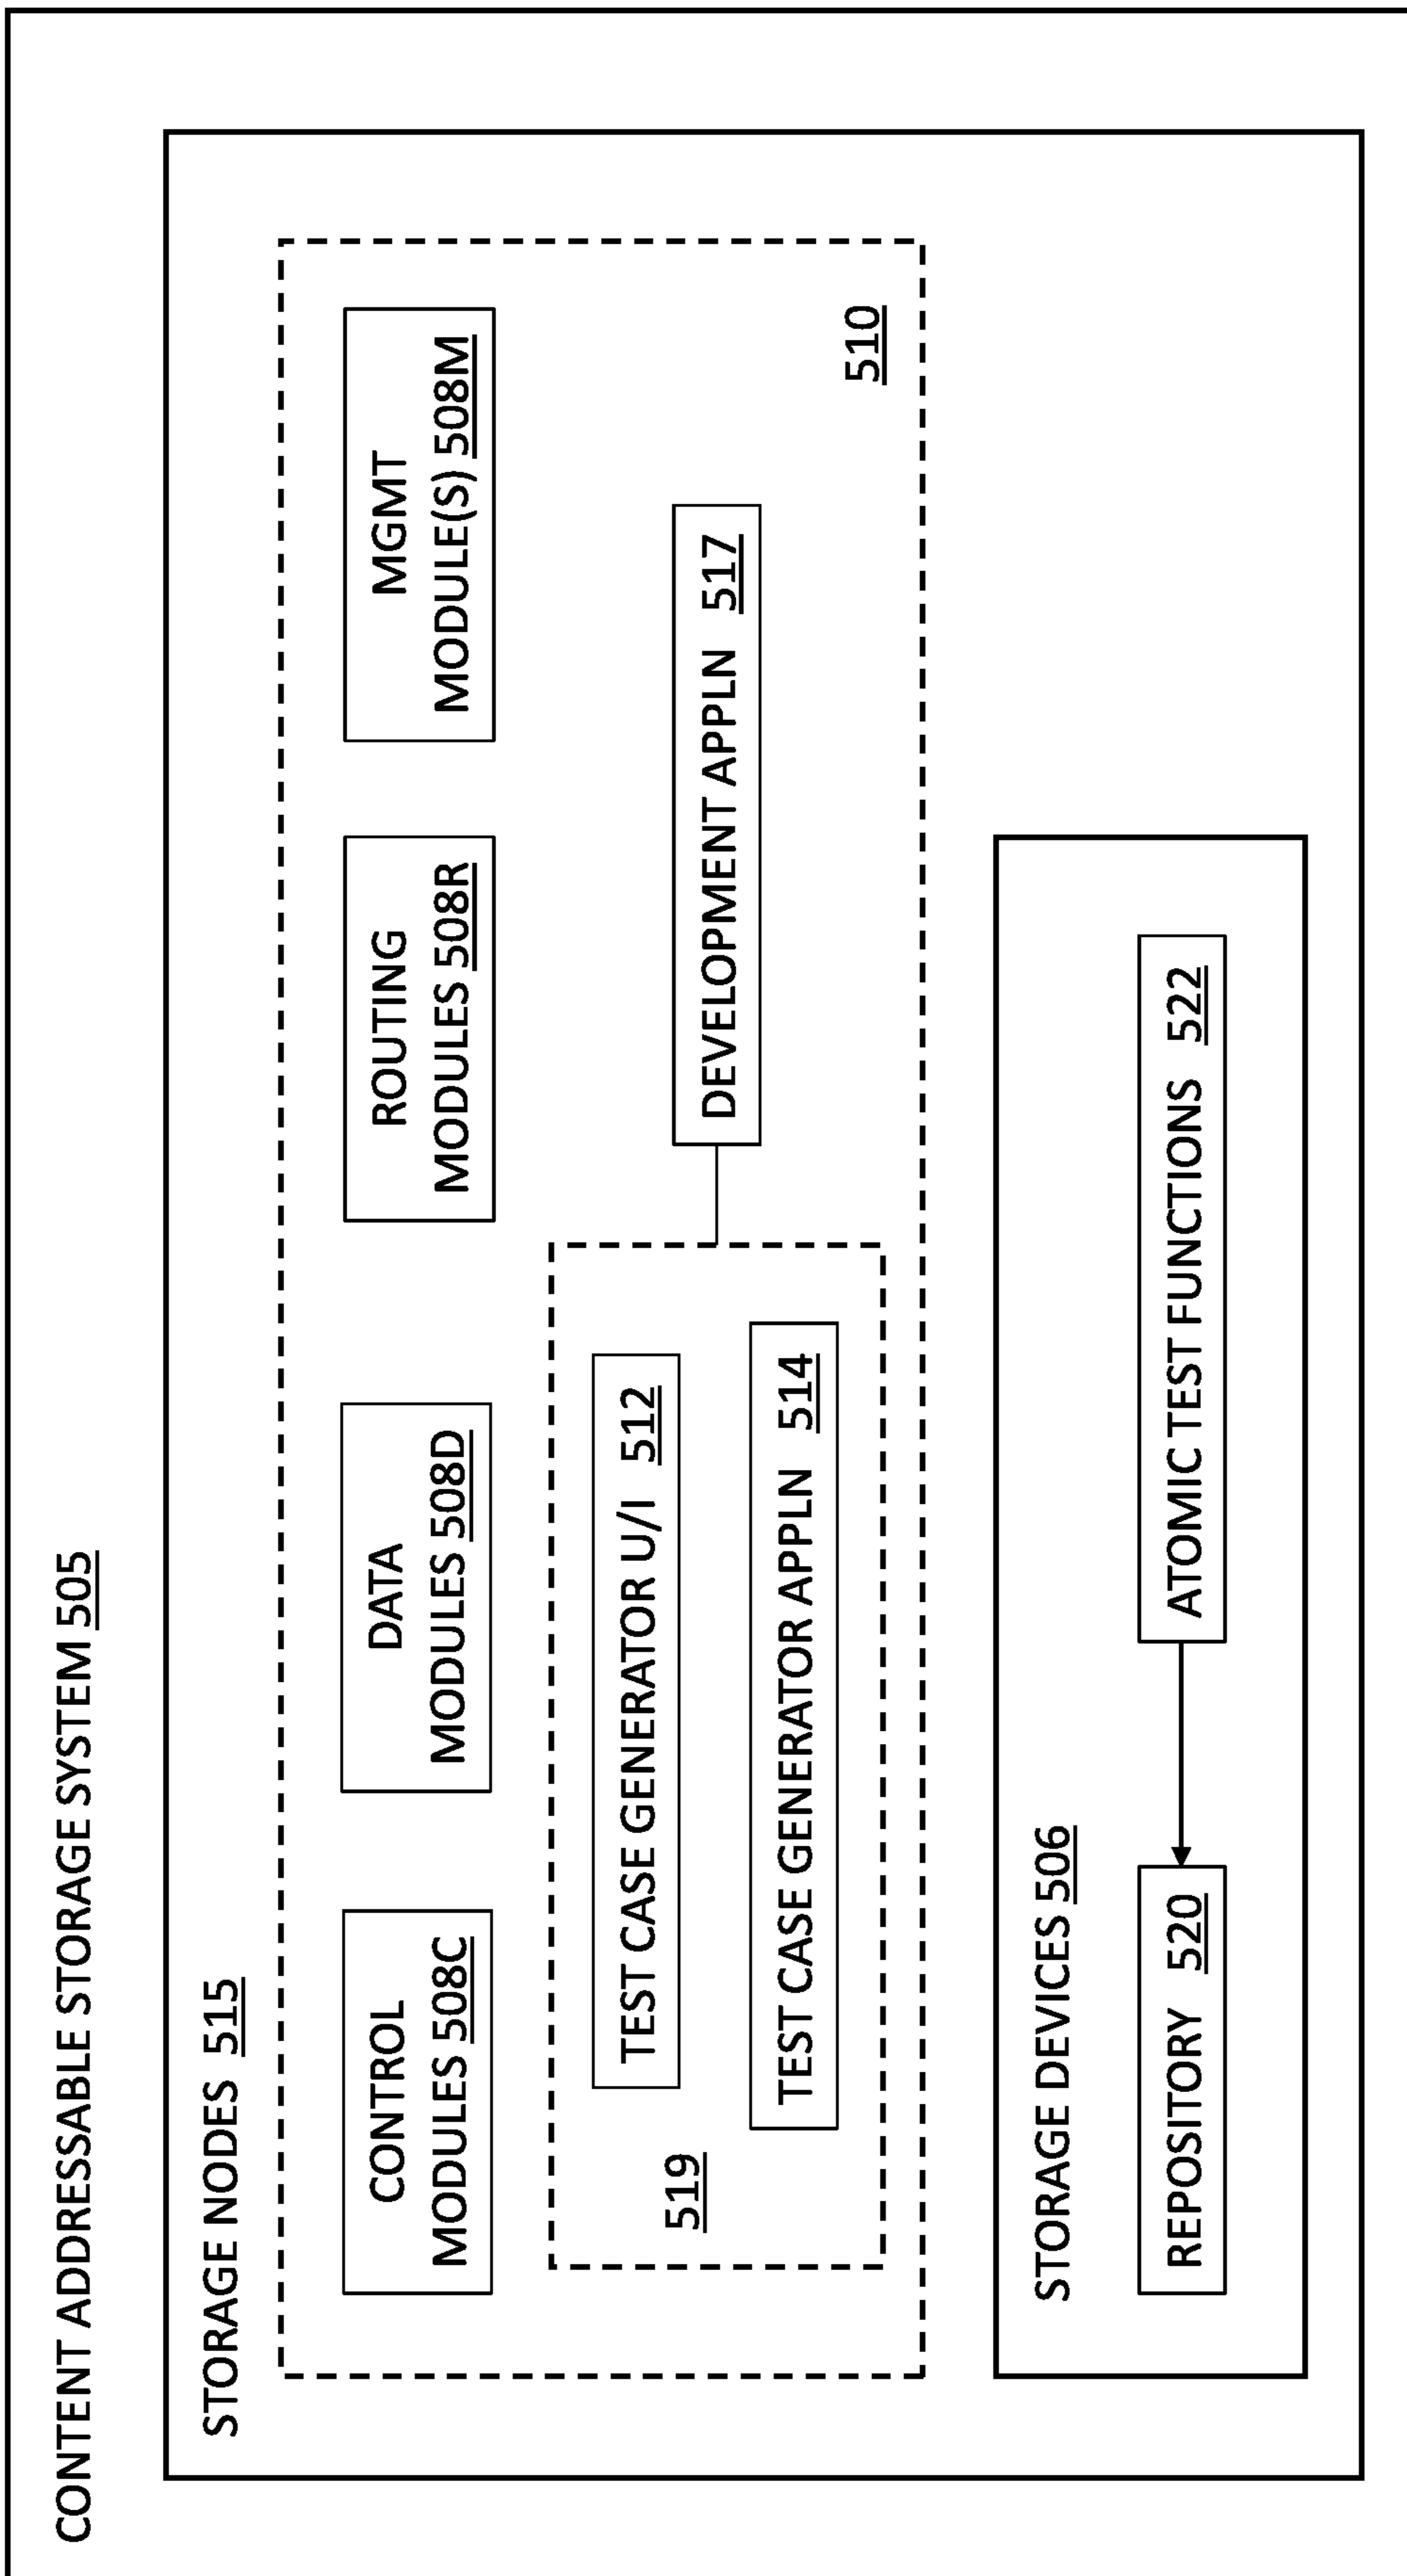 CONTENT ADDRESSABLE STORAGE SYSTEM 505
STORAGE NODES 515
CONTROL
MODULES 508C
DATA
MODULES 508D
ROUTING
MODULES 508R
MGMT
MODULE(S) 508M
519
TEST CASE GENERATOR U/I 512
TEST CASE GENERATOR APPLN 514
DEVELOPMENT APPLN 517
510
STORAGE DEVICES 506
REPOSITORY 520
ATOMIC TEST FUNCTIONS 522